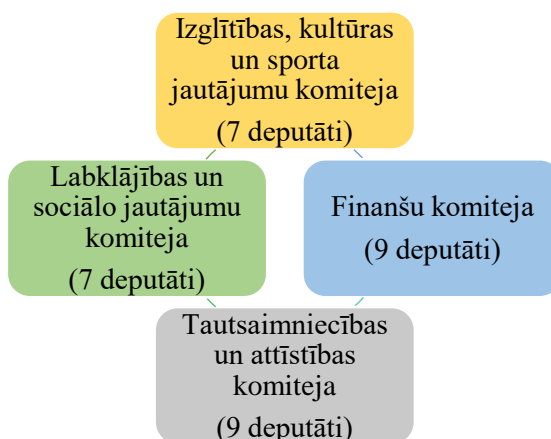 Izglītības, kultūras
un sporta
jautājumu komiteja
(7 deputāti)
Labklājības un
sociālo jautājumu
komiteja
(7 deputāti)
Finanšu komiteja
(9 deputāti)
Tautsaimniecības
un attīstības
komiteja
(9 deputāti)